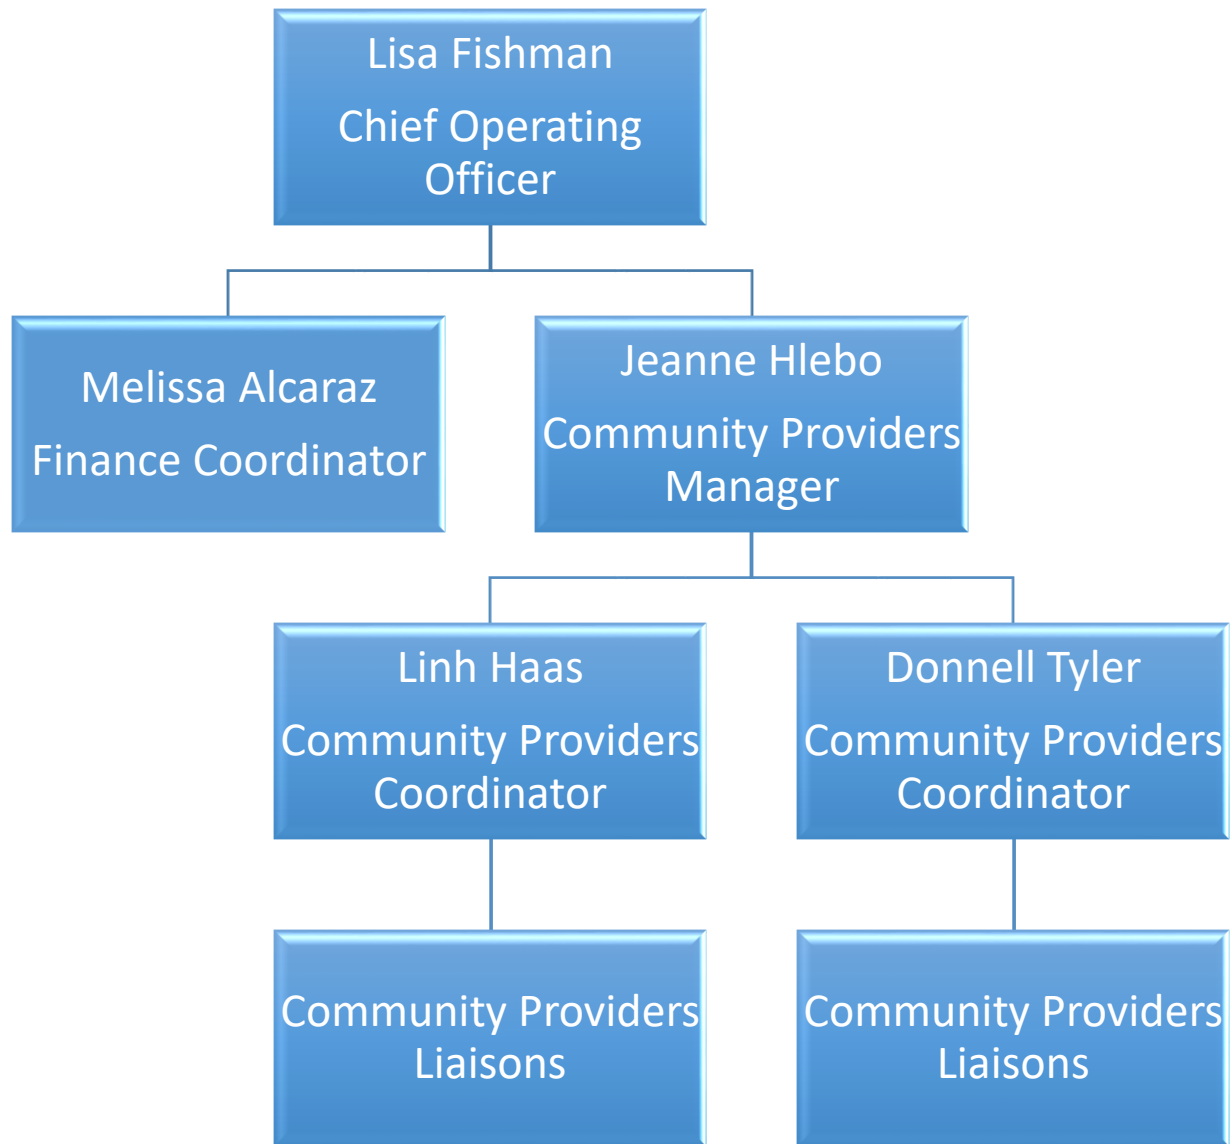 Lisa Fishman
Chief Operating
Officer
Melissa Alcaraz
Finance Coordinator
Jeanne Hlebo
Community Providers
Manager
Linh Haas
Community Providers
Coordinator
Donnell Tyler
Community Providers
Coordinator
Community Providers
Liaisons
Community Providers
Liaisons